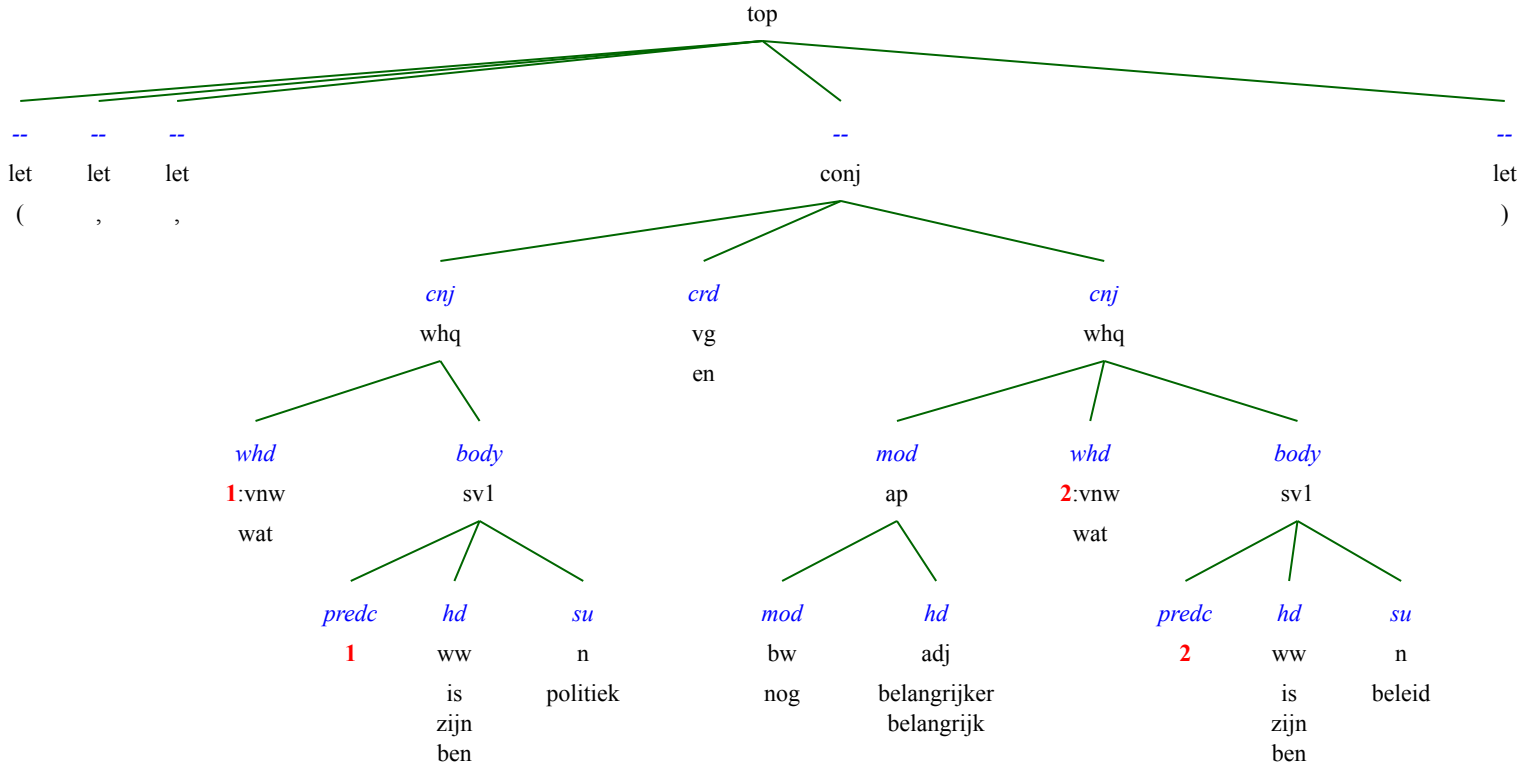 top
-- -- -- -- --
let let let conj let
( , , )
cnj crd cnj
whq vg whq
en
whd body mod whd body
1:vnw sv1 ap 2:vnw sv1
wat wat
predc hd su mod hd predc hd su
1 ww n bw adj 2 ww n
is politiek nog belangrijker is beleid
zijn belangrijk zijn
ben ben